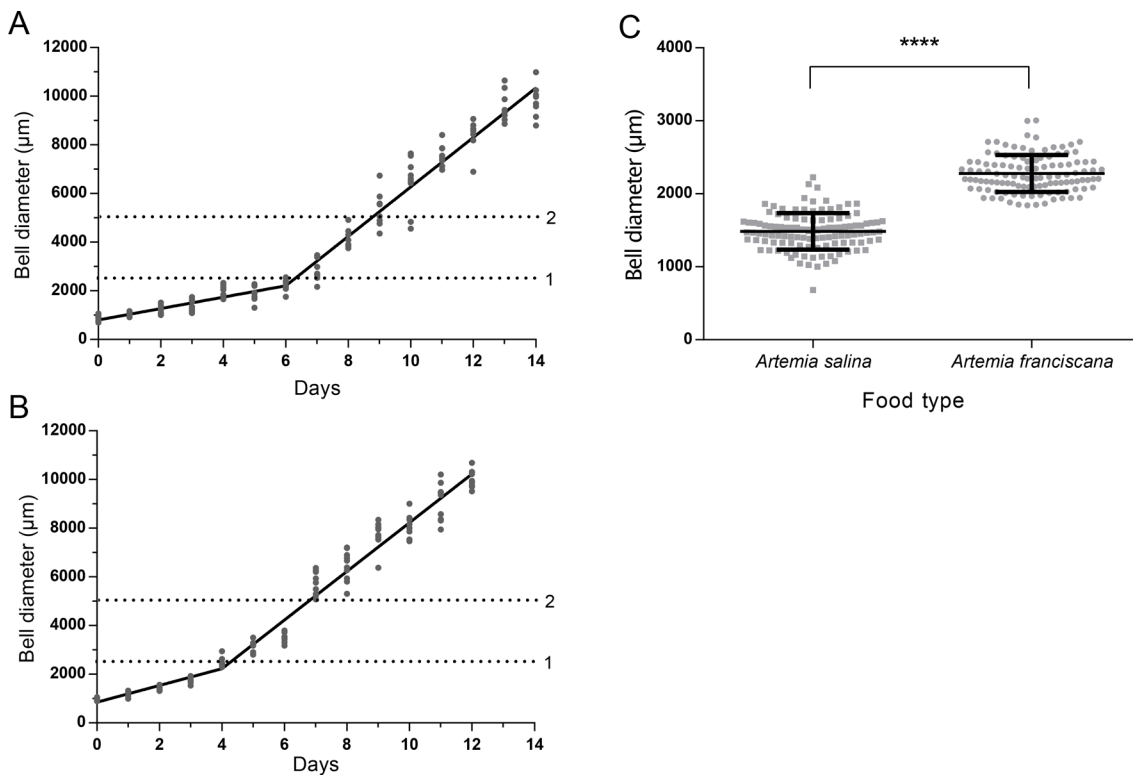 A
12000
10000
8000
6000
4000
2000
0
Bell diameter (µm)
2
1
0 2 4 6 8 10 12 14
Days
B
12000
10000
8000
6000
4000
2000
0
Bell diameter (µm)
2
1
0 2 4 6 8 10 12 14
Days
C
4000
3000
2000
1000
0
Bell diameter (µm)
****
Artemia salina Artemia franciscana
Food type